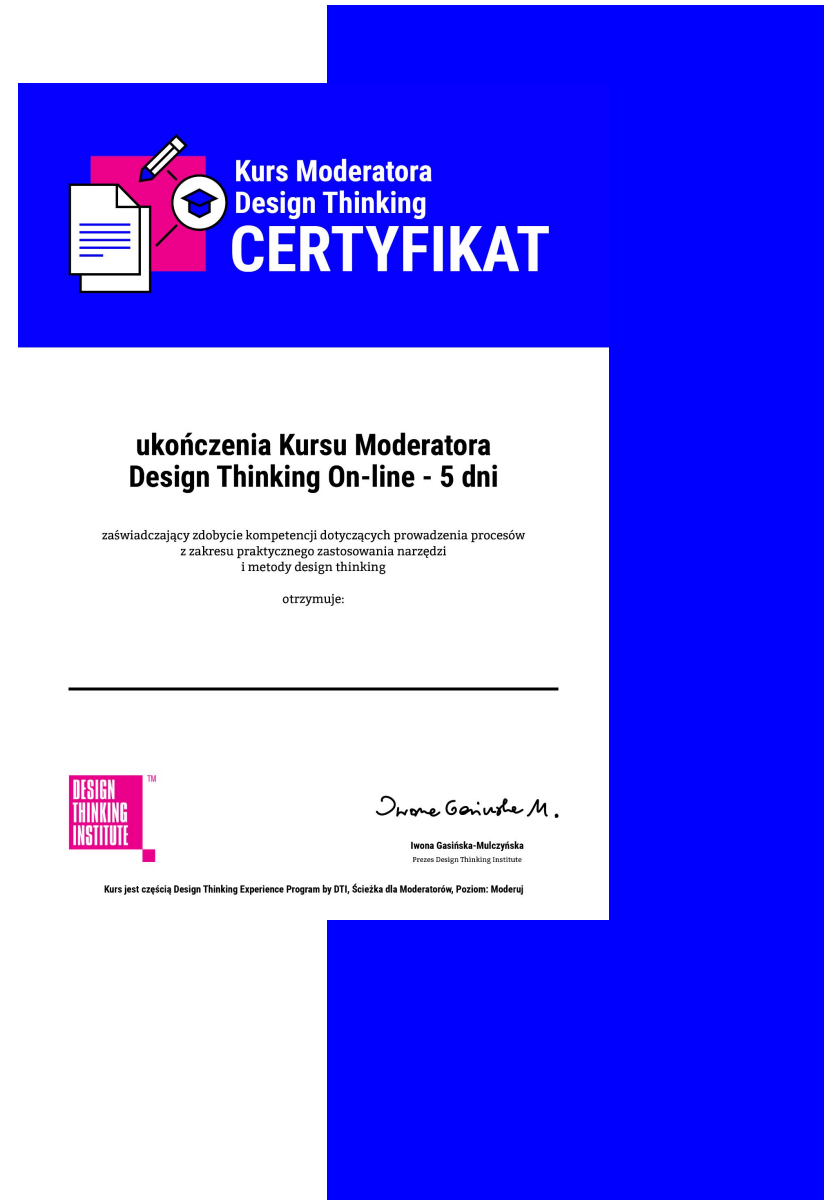 Kurs Moderatora
Design Thinking
CERTYFIKAT
ukończenia Kursu Moderatora
Design Thinking On-line - 5 dni
zaświadczający zdobycie kompetencji dotyczących prowadzenia procesów
z zakresu praktycznego zastosowania narzędzi
i metody design thinking
otrzymuje:
DESIGN
THINKING
INSTITUTE
TM
Iwona Gasińska M.
Iwona Gasińska-Mulczyńska
Prezes Design Thinking Institute
Kurs jest częścią Design Thinking Experience Program by DTI, Ścieżka dla Moderatorów, Poziom: Moderuj